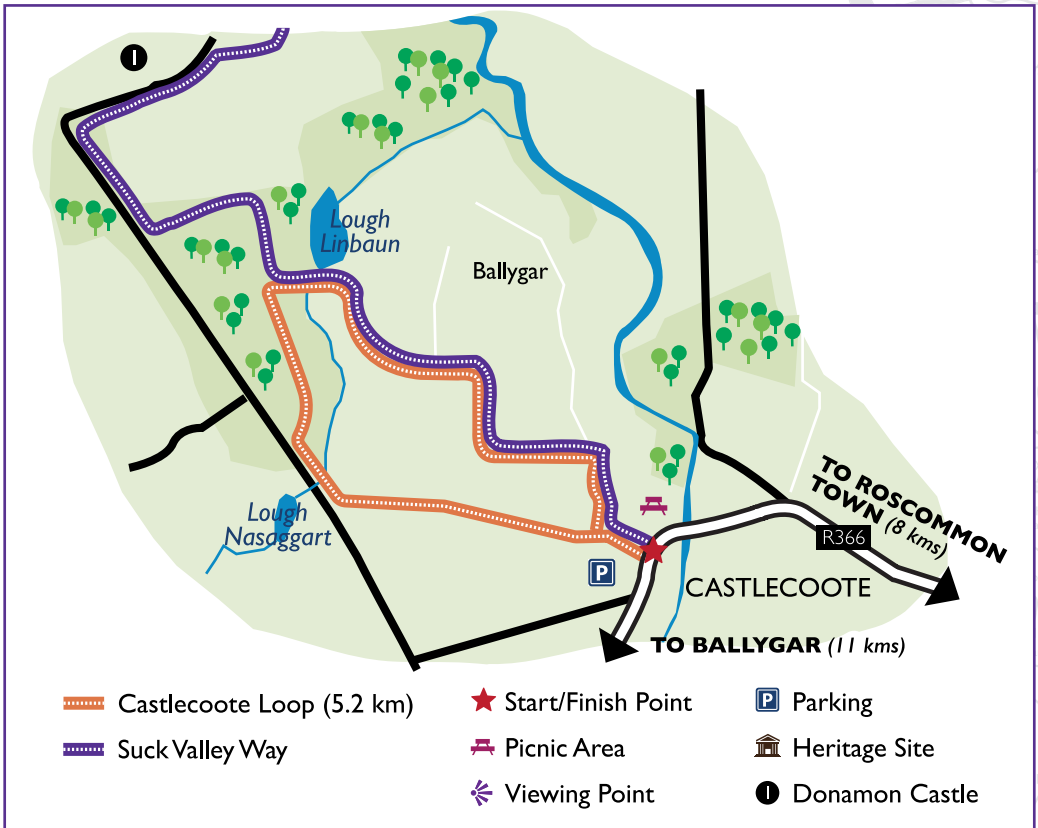 I
Lough
Linbaun
Ballygar
Lough
Nasaggart
P
TO ROSCOMMON
TOWN (8 kms)
R366
CASTLECOOTE
TO BALLYGAR (11 kms)
Castlecoote Loop (5.2 km)
Suck Valley Way
Start/Finish Point
Picnic Area
Viewing Point
P Parking
Heritage Site
I Donamon Castle